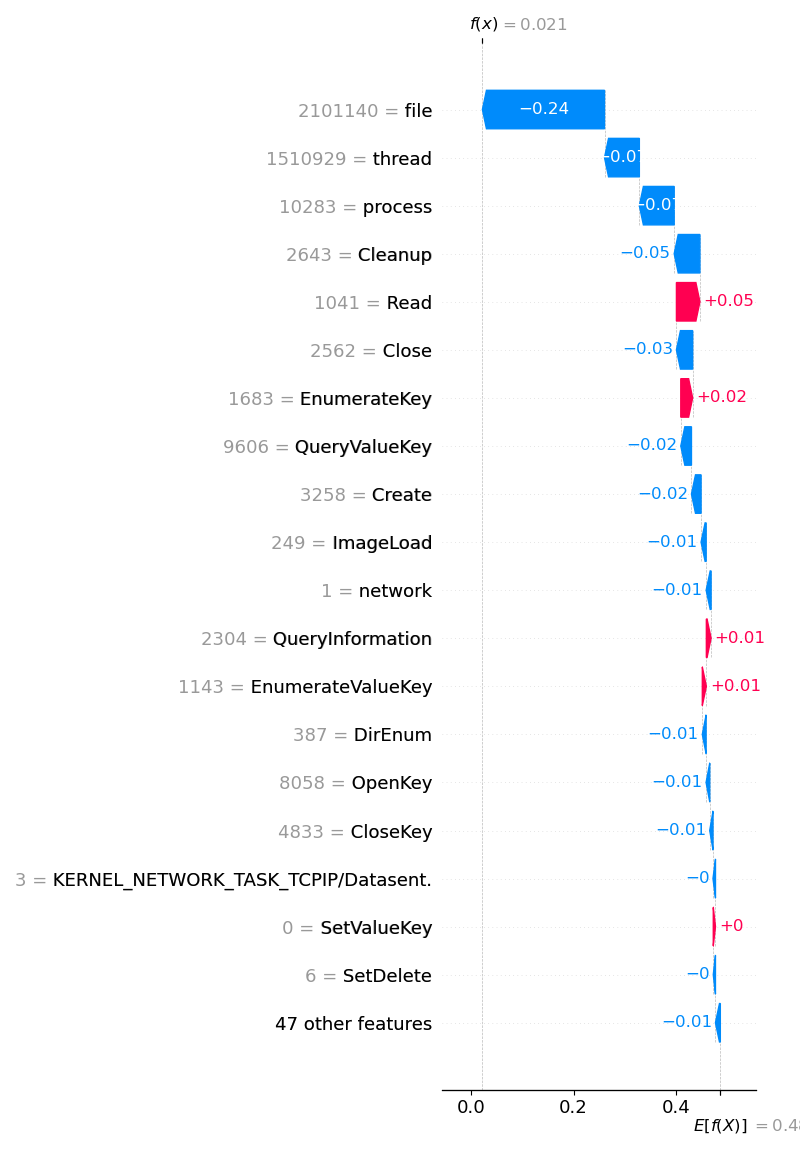 f(x) = 0.021
2101140 = file −0.24
1510929 = thread
10283 = process
2643 = Cleanup −0.05
1041 = Read +0.05
2562 = Close −0.03
1683 = EnumerateKey +0.02
9606 = QueryValueKey −0.02
3258 = Create −0.02
249 = ImageLoad −0.01
1 = network −0.01
2304 = QueryInformation +0.01
1143 = EnumerateValueKey +0.01
387 = DirEnum −0.01
8058 = OpenKey −0.01
4833 = CloseKey −0.01
3 = KERNEL_NETWORK_TASK_TCPIP/Datasent. −0
0 = SetValueKey +0
6 = SetDelete −0
47 other features −0.01
0.0 0.2 0.4
E[f(X)] =